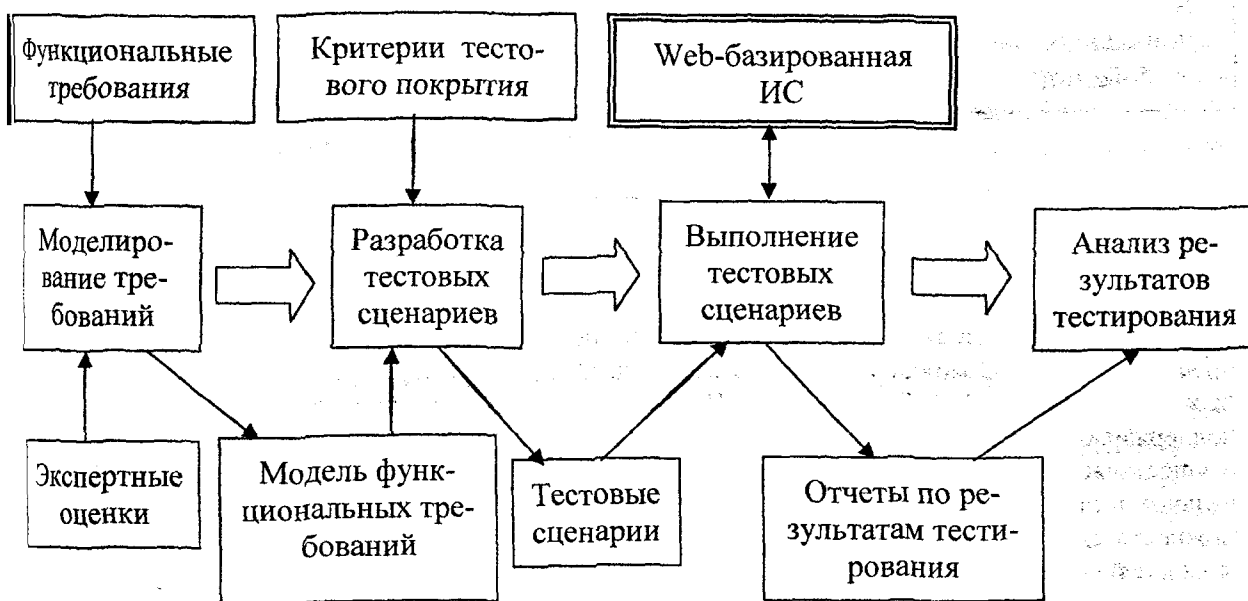 Функциональные
требования
Критерии тесто-
вого покрытия
Web-базированная
ИС
Моделиро-
вание тре-
бований
Разработка
тестовых
сценариев
Выполнение
тестовых
сценариев
Анализ ре-
зультатов
тестирования
Экспертные
оценки
Модель функ-
циональных тре-
бований
Тестовые
сценарии
Отчеты по ре-
зультатам тести-
рования